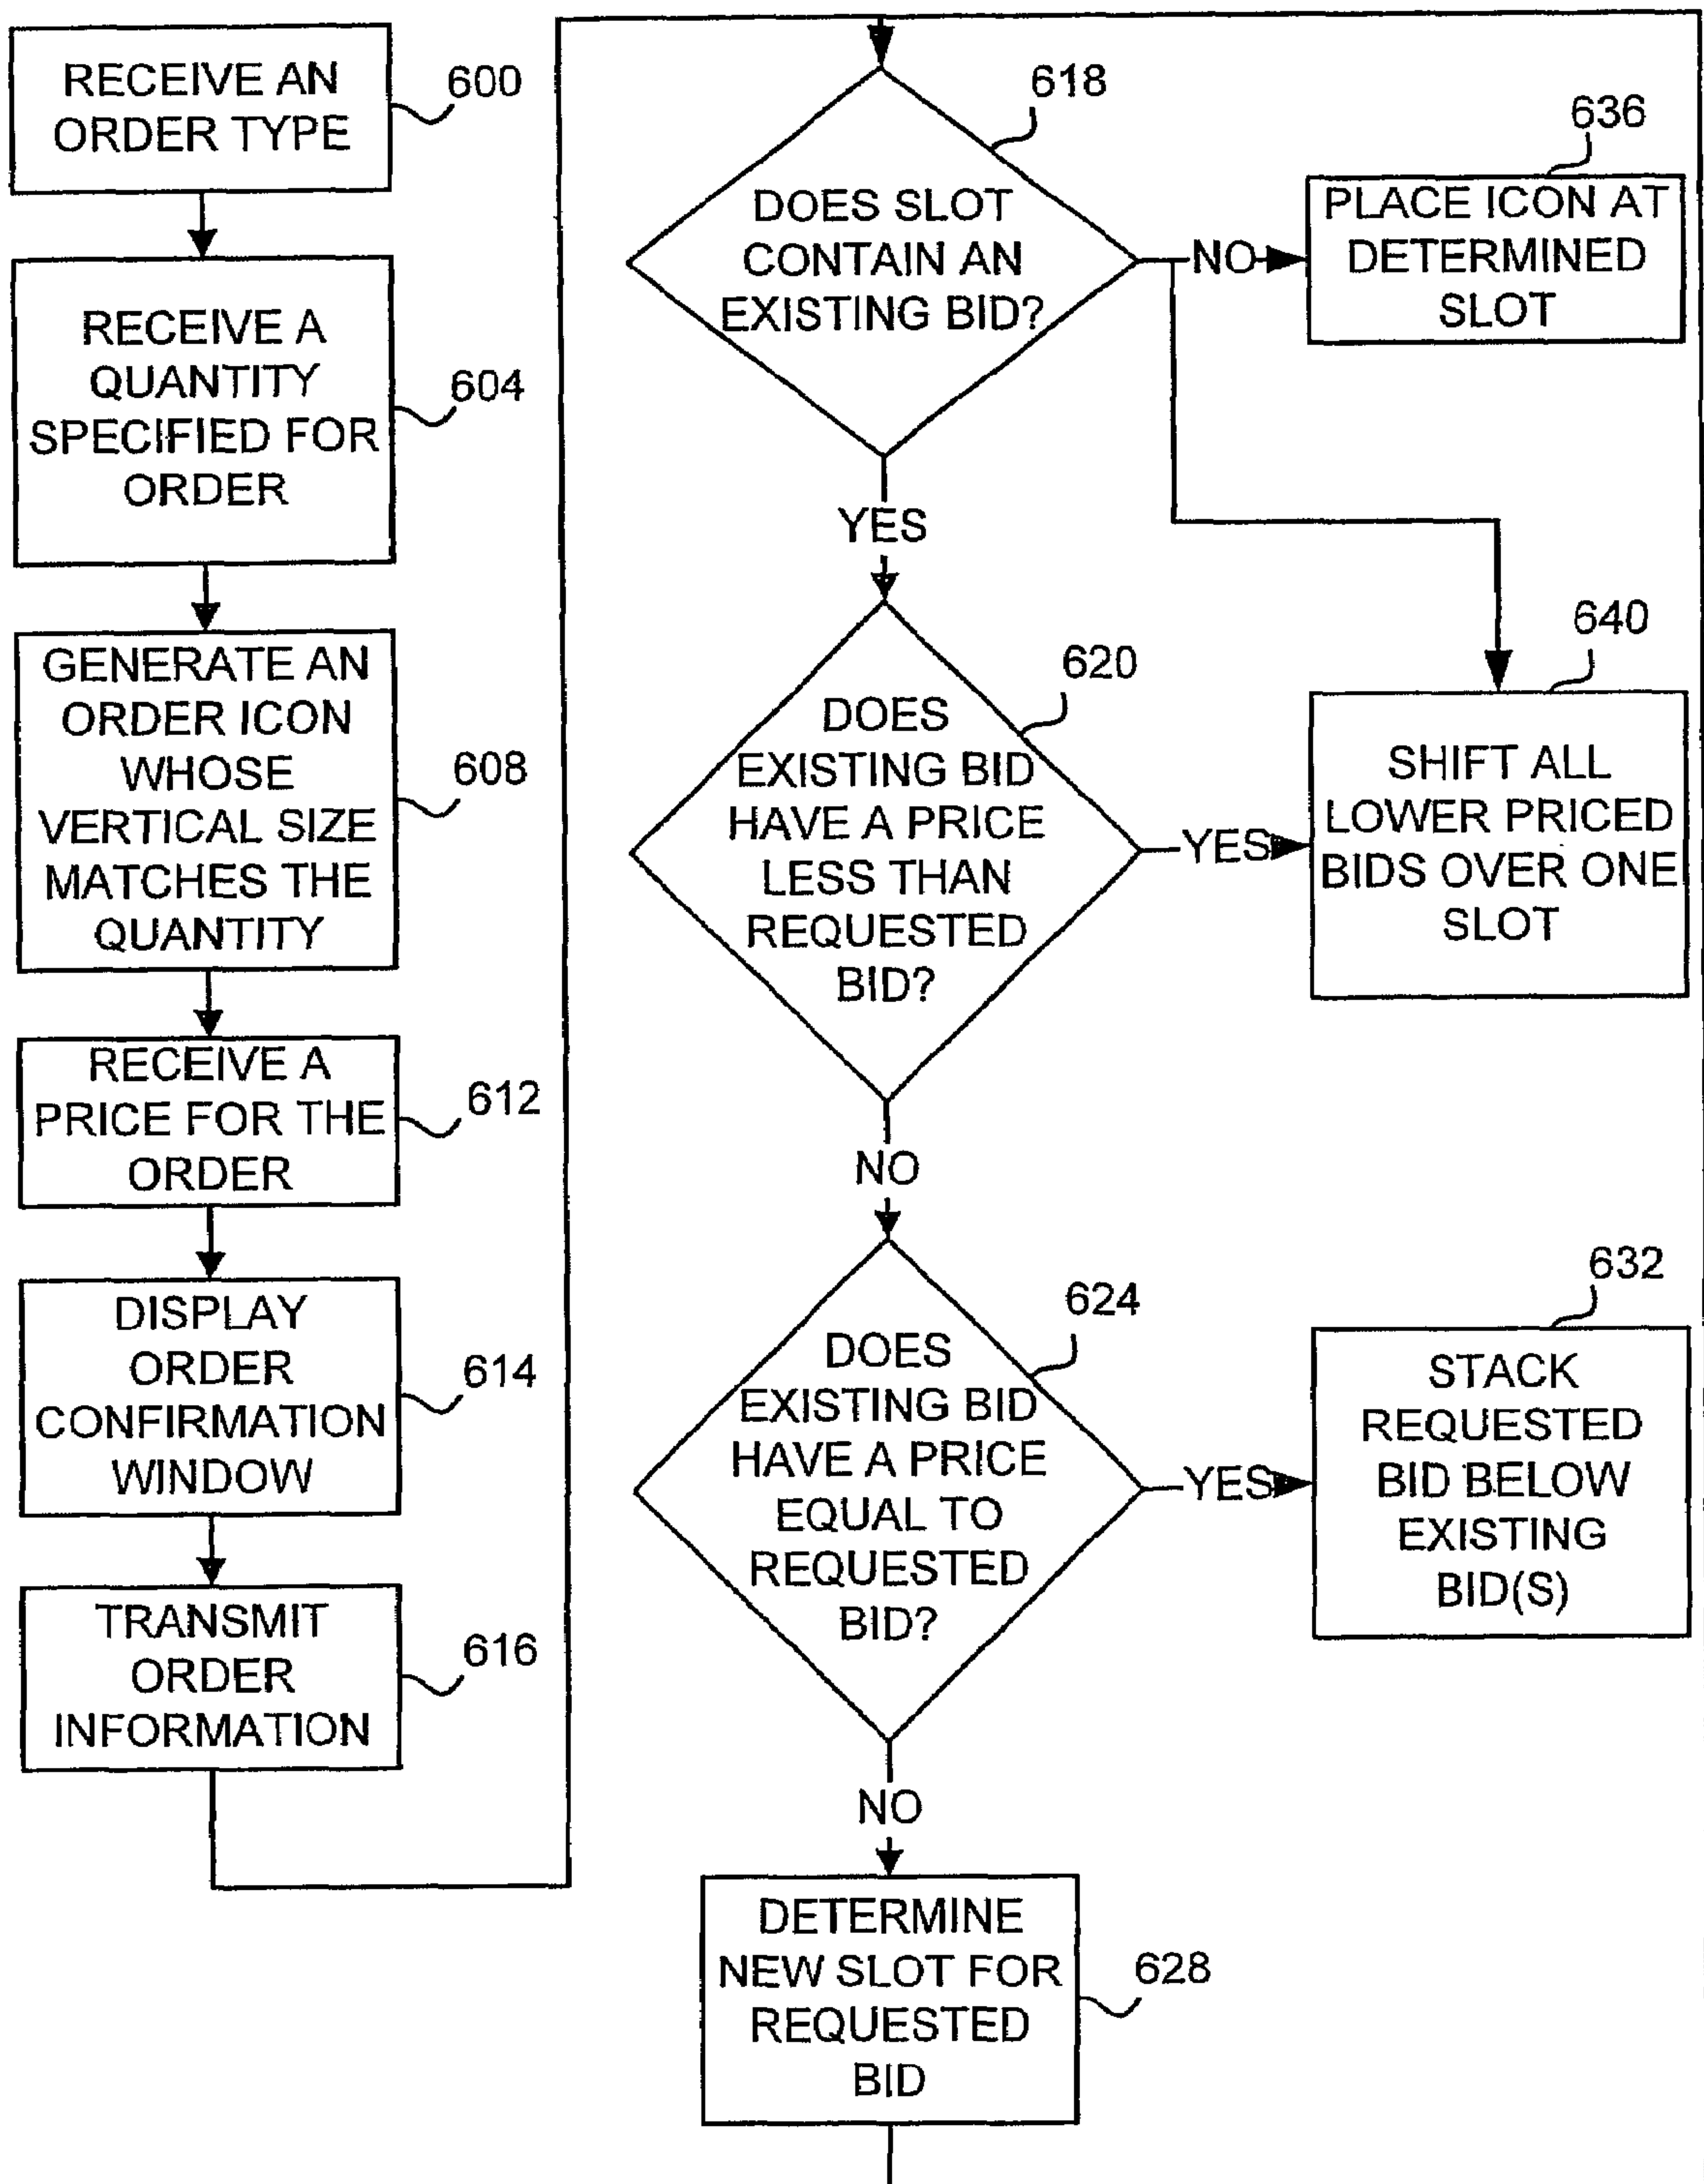 RECEIVE AN
ORDER TYPE
600
RECEIVE A
QUANTITY
SPECIFIED FOR
ORDER
604
GENERATE AN
ORDER ICON
WHOSE
VERTICAL SIZE
MATCHES THE
QUANTITY
608
RECEIVE A
PRICE FOR THE
ORDER
612
DISPLAY
ORDER
CONFIRMATION
WINDOW
614
TRANSMIT
ORDER
INFORMATION
616
618
DOES SLOT
CONTAIN AN
EXISTING BID?
NO
636
PLACE ICON AT
DETERMINED
SLOT
YES
620
DOES
EXISTING BID
HAVE A PRICE
LESS THAN
REQUESTED
BID?
YES
640
SHIFT ALL
LOWER PRICED
BIDS OVER ONE
SLOT
NO
624
DOES
EXISTING BID
HAVE A PRICE
EQUAL TO
REQUESTED
BID?
YES
632
STACK
REQUESTED
BID BELOW
EXISTING
BID(S)
NO
DETERMINE
NEW SLOT FOR
REQUESTED
BID
628